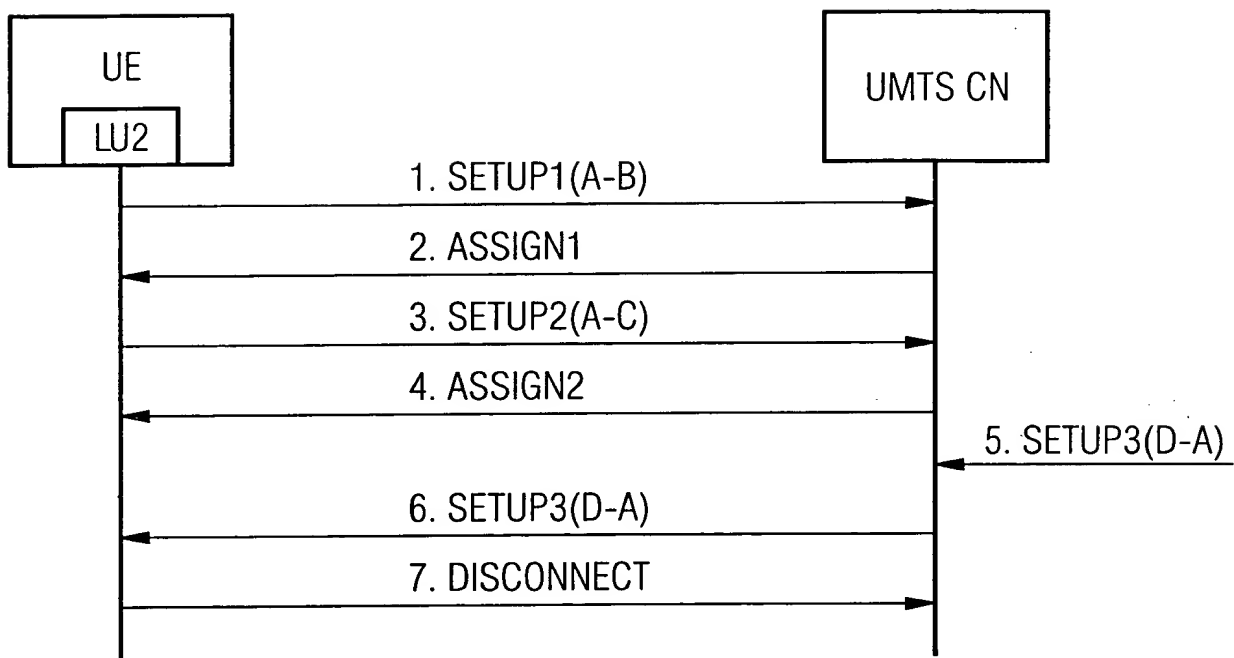 UE
LU2
UMTS CN
1. SETUP1(A-B)
2. ASSIGN1
3. SETUP2(A-C)
4. ASSIGN2
5. SETUP3(D-A)
6. SETUP3(D-A)
7. DISCONNECT